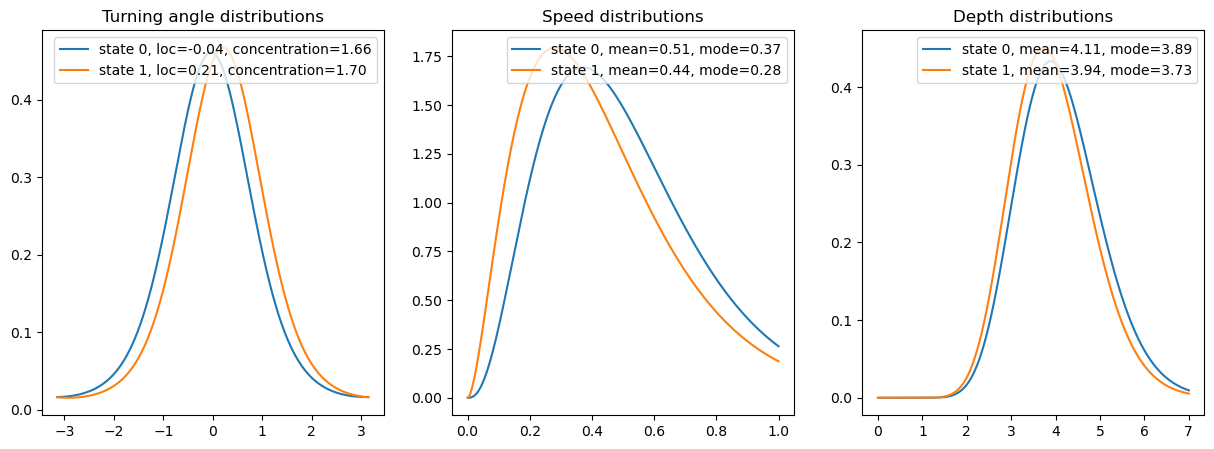 Turning angle distributions
state 0, loc=-0.04, concentration=1.66
state 1, loc=0.21, concentration=1.70
0.4
0.3
0.2
0.1
0.0
−3 −2 −1 0 1 2 3
Speed distributions
state 0, mean=0.51, mode=0.37
state 1, mean=0.44, mode=0.28
1.75
1.50
1.25
1.00
0.75
0.50
0.25
0.00
0.0 0.2 0.4 0.6 0.8 1.0
Depth distributions
state 0, mean=4.11, mode=3.89
state 1, mean=3.94, mode=3.73
0.4
0.3
0.2
0.1
0.0
0 1 2 3 4 5 6 7